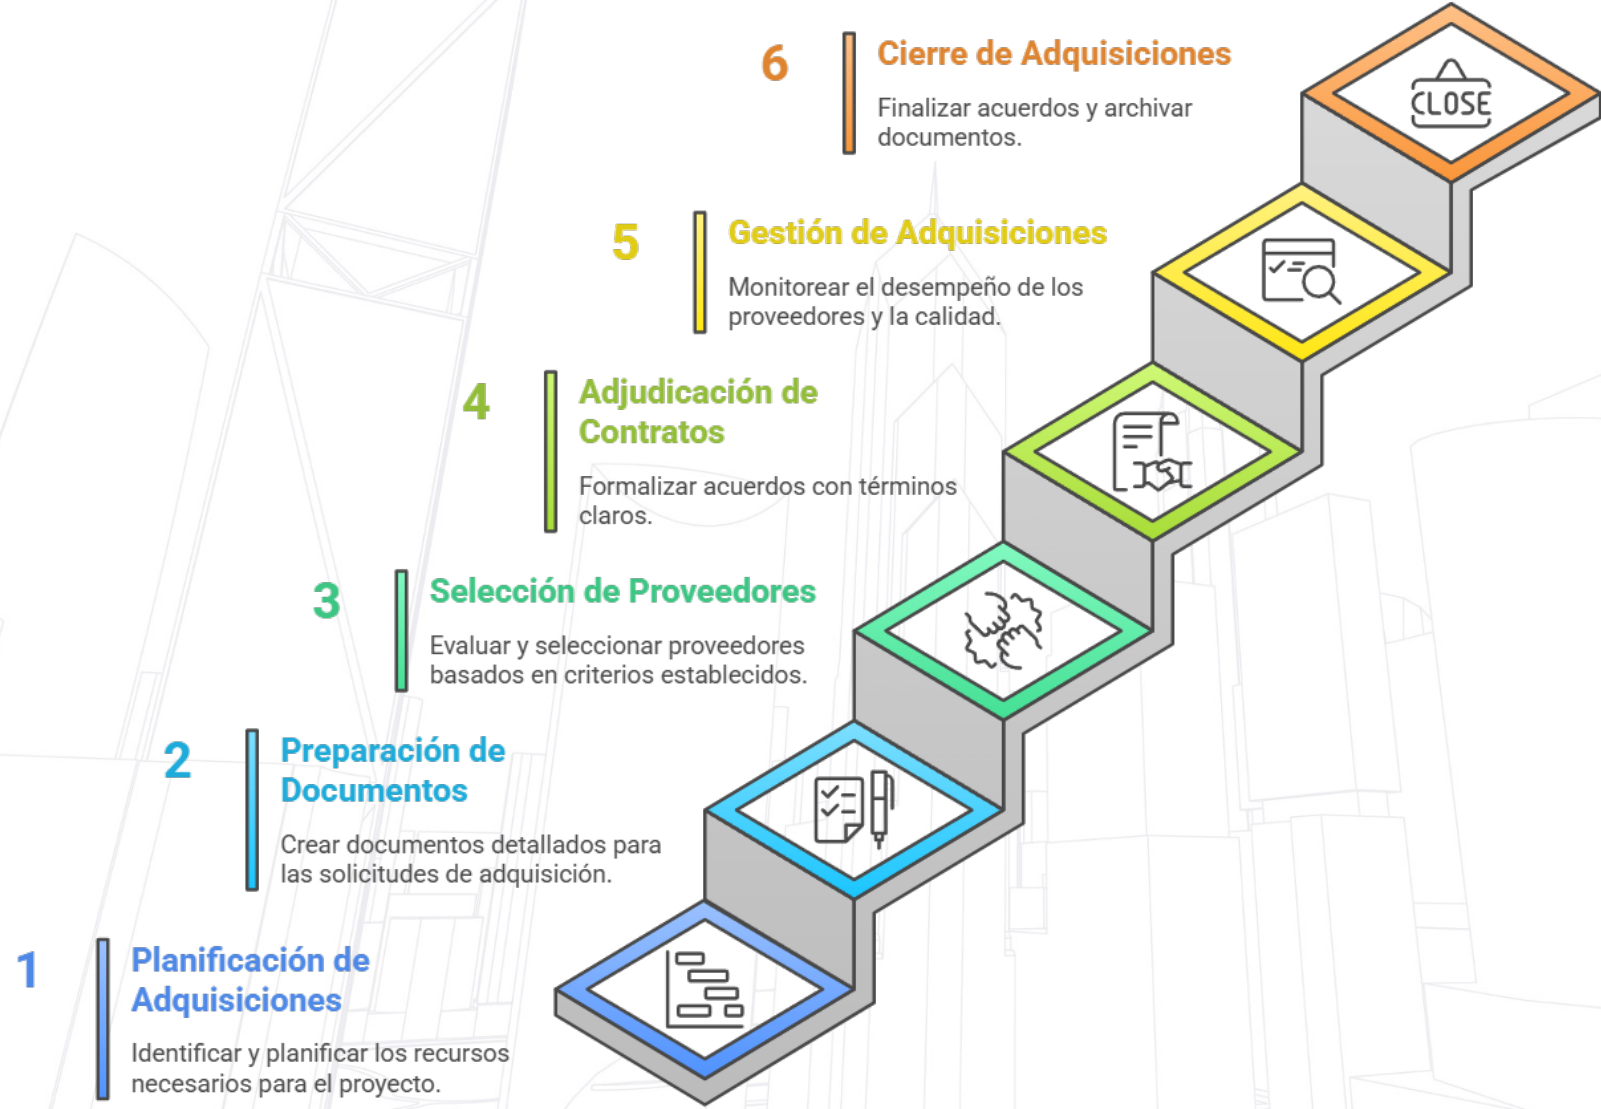 6
Cierre de Adquisiciones
Finalizar acuerdos y archivar
documentos.
CLOSE
5
Gestión de Adquisiciones
Monitorear el desempeño de los
proveedores y la calidad.
4
Adjudicación de
Contratos
Formalizar acuerdos con términos
claros.
3
Selección de Proveedores
Evaluar y seleccionar proveedores
basados en criterios establecidos.
2
Preparación de
Documentos
Crear documentos detallados para
las solicitudes de adquisición.
1
Planificación de
Adquisiciones
Identificar y planificar los recursos
necesarios para el proyecto.